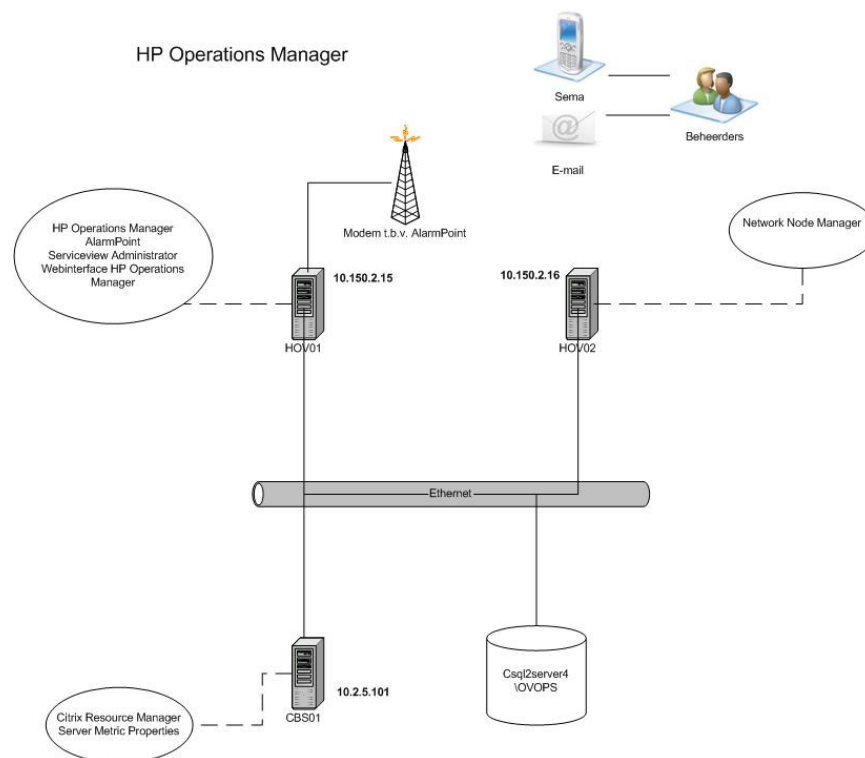 HP Operations Manager
Sema
Beheerders
E-mail
Modem t.b.v. AlarmPoint
HP Operations Manager
AlarmPoint
Serviceview Administrator
Webinterface HP Operations
Manager
Network Node Manager
10.150.2.15
10.150.2.16
HOV01
HOV02
Ethernet
Csql2server4
\OVOPS
10.2.5.101
CBS01
Citrix Resource Manager
Server Metric Properties